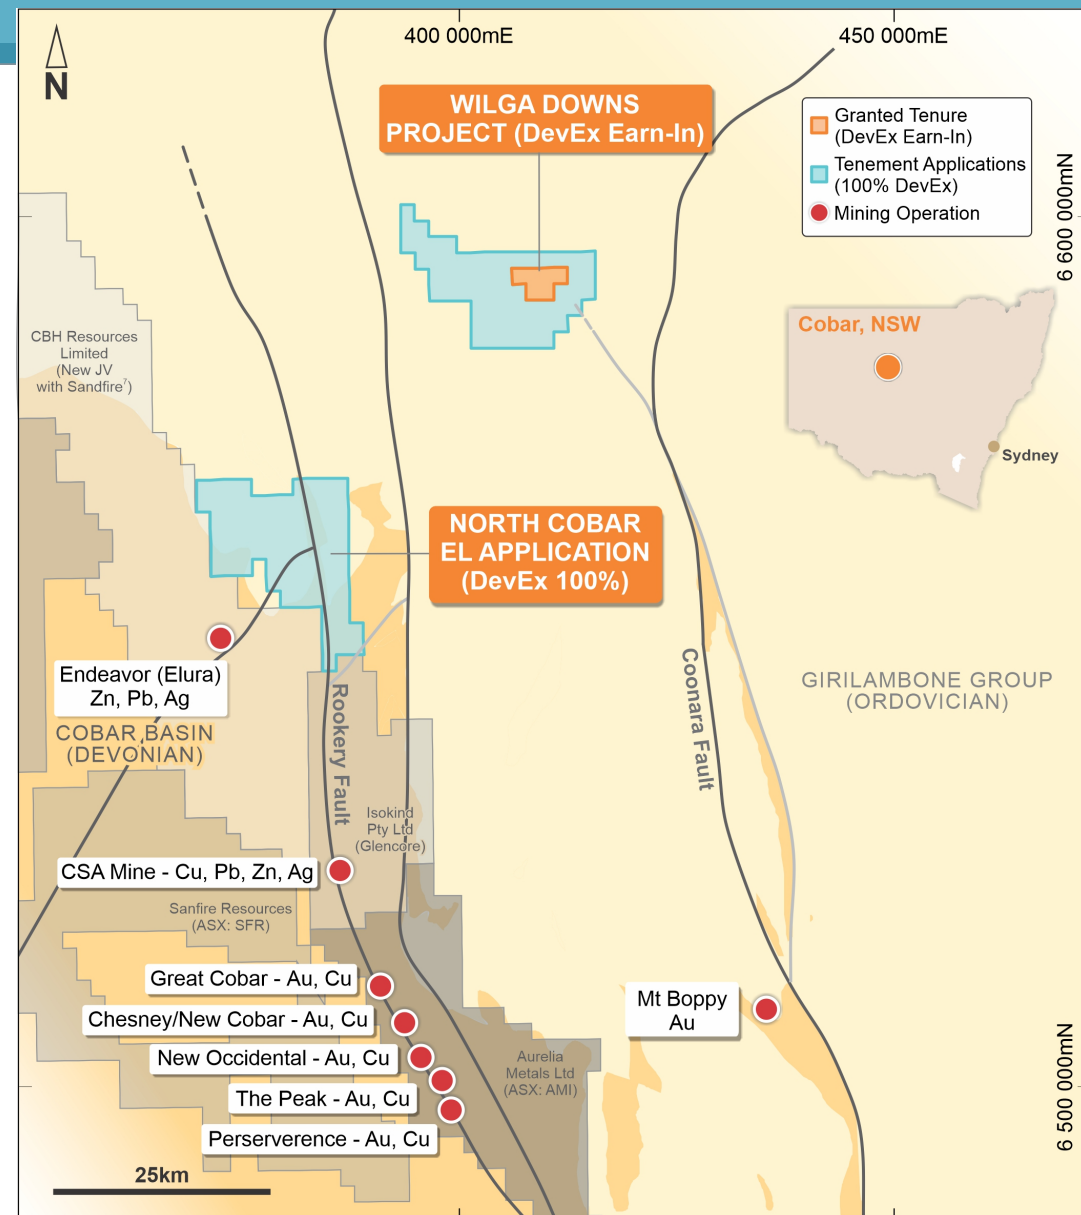 400 000mE
450 000mE
N
WILGA DOWNS
PROJECT (DevEx Earn-In)
Granted Tenure
(DevEx Earn-In)
Tenement Applications
(100% DevEx)
Mining Operation
6 600 000mN
Cobar, NSW
Sydney
CBH Resources
Limited
(New JV
with Sandfire7)
NORTH COBAR
EL APPLICATION
(DevEx 100%)
Endeavor (Elura)
Zn, Pb, Ag
COBAR BASIN
(DEVONIAN)
Rookery Fault
Coonara Fault
GIRILAMBONE GROUP
(ORDOVICIAN)
Isokind
Pty Ltd
(Glencore)
CSA Mine - Cu, Pb, Zn, Ag
Sanfire Resources
(ASX: SFR)
Great Cobar - Au, Cu
Chesney/New Cobar - Au, Cu
New Occidental - Au, Cu
The Peak - Au, Cu
Perserverence - Au, Cu
Mt Boppy
Au
Aurelia
Metals Ltd
(ASX: AMI)
6 500 000mN
25km